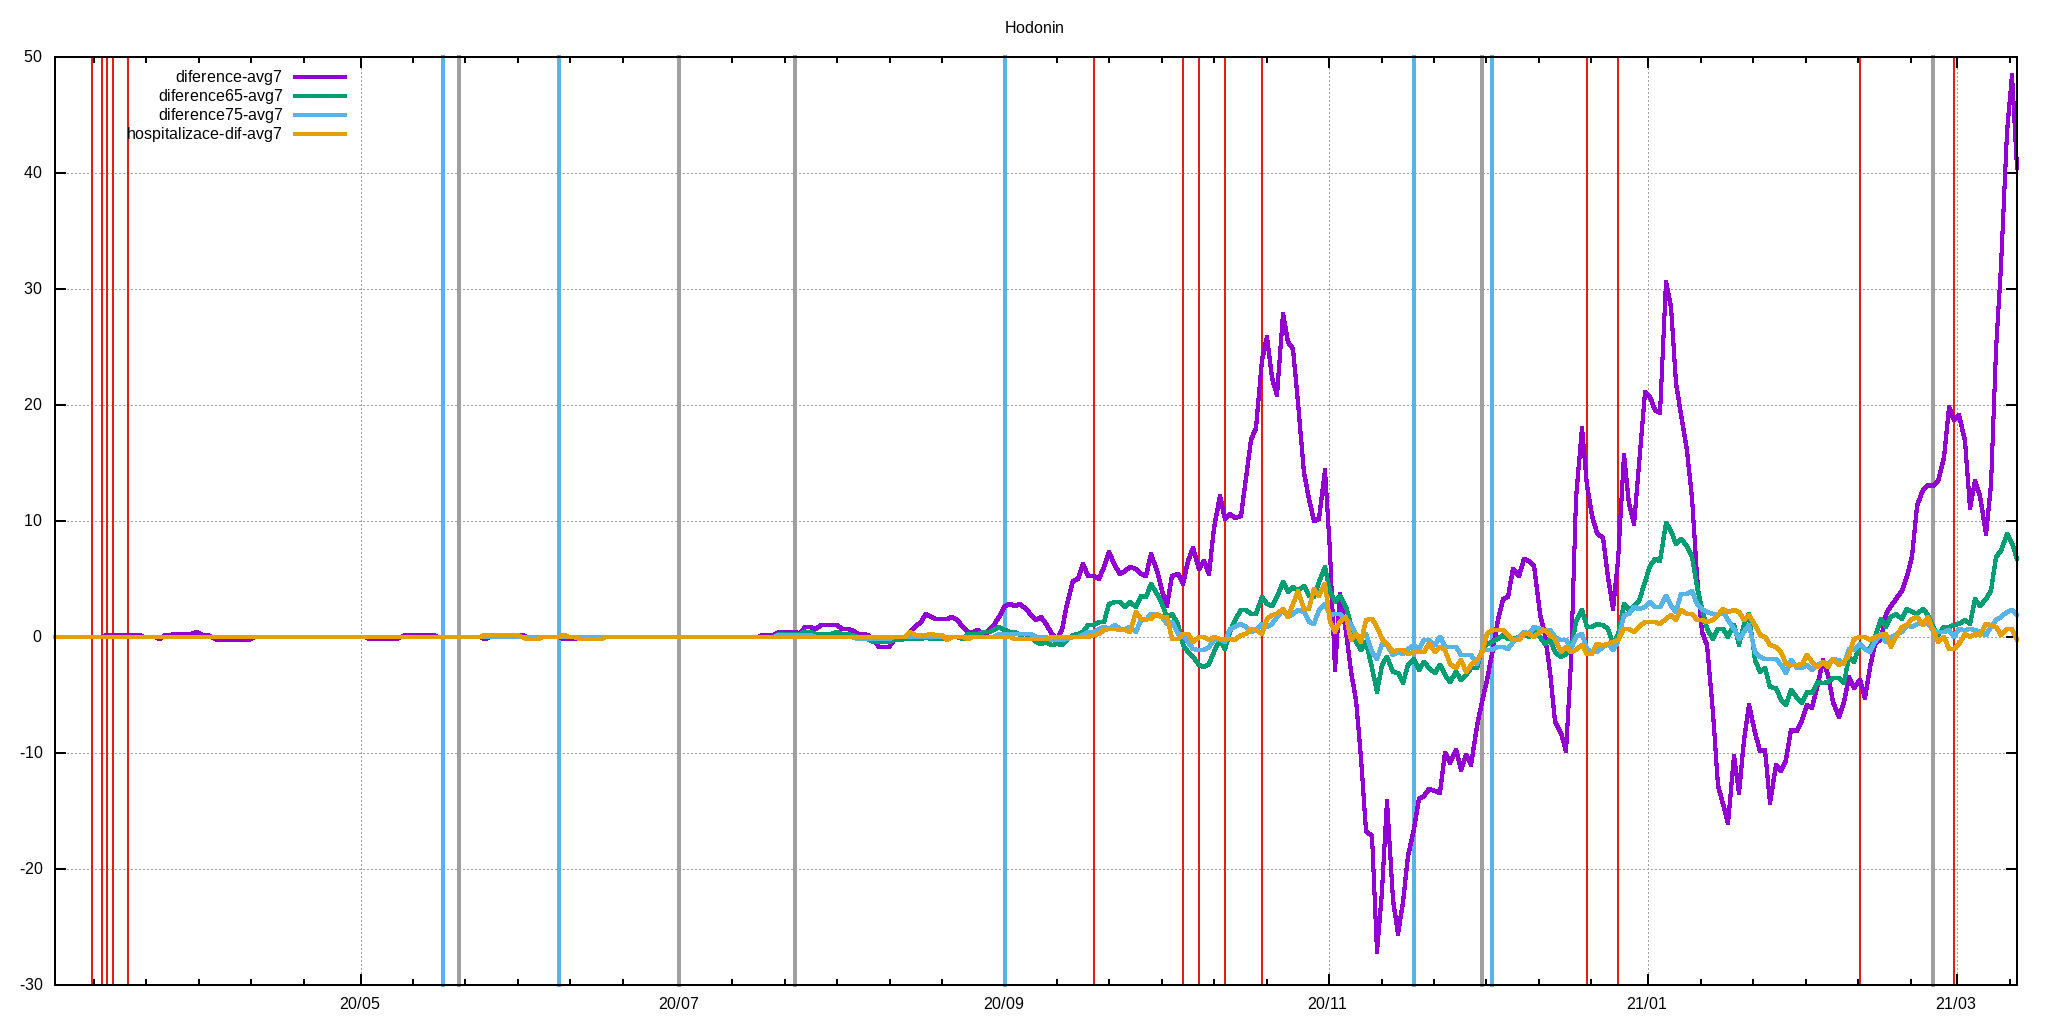 Hodonin
50
diference-avg7
diference65-avg7
diference75-avg7
hospitalizace-dif-avg7
40
30
20
10
0
-10
-20
-30
20/05 20/07 20/09 20/11 21/01 21/03